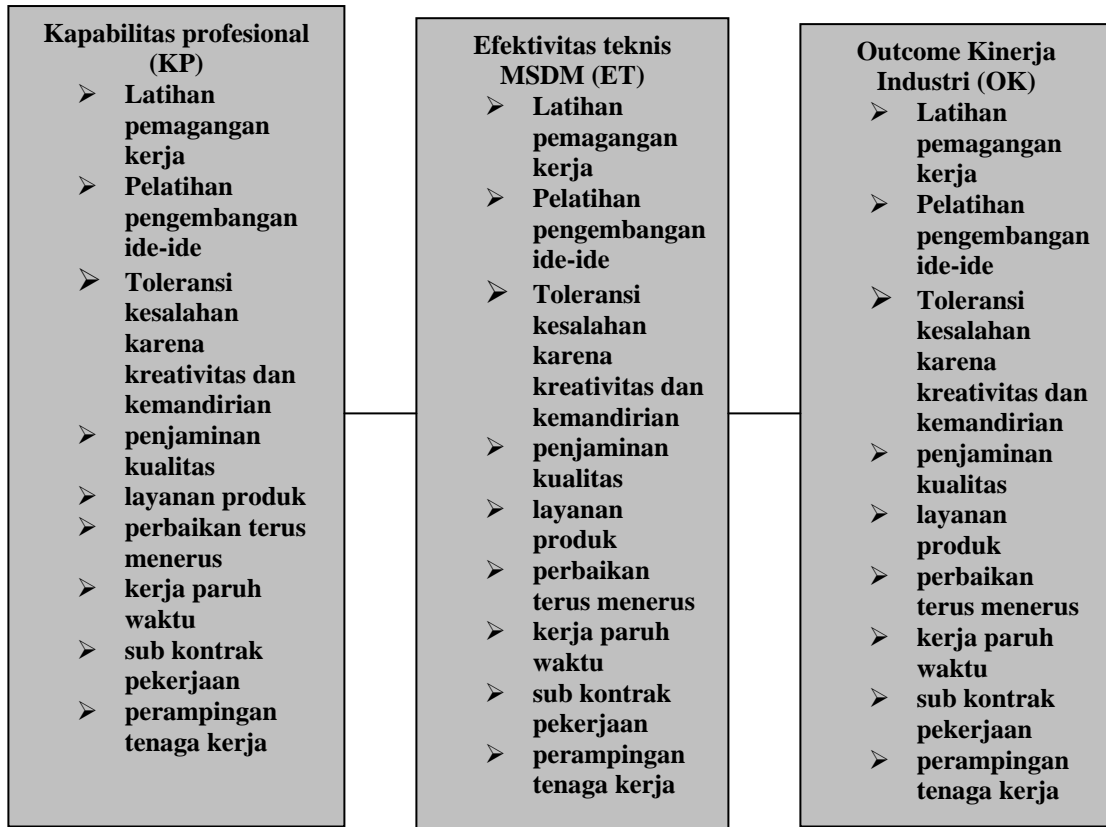 Kapabilitas profesional
(KP)
➢ Latihan
pemagangan
kerja
➢ Pelatihan
pengembangan
ide-ide
➢ Toleransi
kesalahan
karena
kreativitas dan
kemandirian
➢ penjaminan
kualitas
➢ layanan produk
➢ perbaikan terus
menerus
➢ kerja paruh
waktu
➢ sub kontrak
pekerjaan
➢ perampingan
tenaga kerja
Efektivitas teknis
MSDM (ET)
➢ Latihan
pemagangan
kerja
➢ Pelatihan
pengembangan
ide-ide
➢ Toleransi
kesalahan
karena
kreativitas dan
kemandirian
➢ penjaminan
kualitas
➢ layanan
produk
➢ perbaikan
terus menerus
➢ kerja paruh
waktu
➢ sub kontrak
pekerjaan
➢ perampingan
tenaga kerja
Outcome Kinerja
Industri (OK)
➢ Latihan
pemagangan
kerja
➢ Pelatihan
pengembangan
ide-ide
➢ Toleransi
kesalahan
karena
kreativitas dan
kemandirian
➢ penjaminan
kualitas
➢ layanan
produk
➢ perbaikan
terus menerus
➢ kerja paruh
waktu
➢ sub kontrak
pekerjaan
➢ perampingan
tenaga kerja